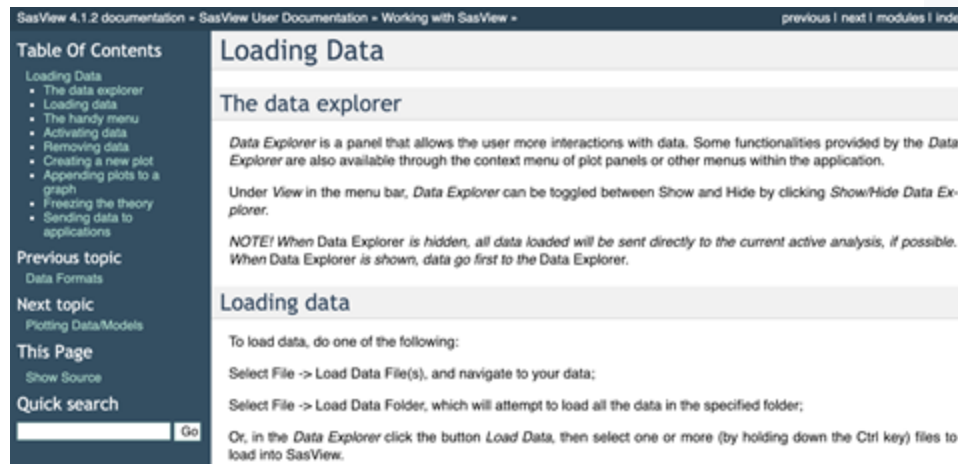 SasView 4.1.2 documentation » SasView User Documentation » Working with SasView »
previous | next | modules | inde
Table Of Contents
Loading Data
The data explorer
Loading data
The handy menu
Activating data
Removing data
Creating a new plot
Appending plots to a
graph
Freezing the theory
Sending data to
applications
Previous topic
Data Formats
Next topic
Plotting Data/Models
This Page
Show Source
Quick search
Go
Loading Data
The data explorer
Data Explorer is a panel that allows the user more interactions with data. Some functionalities provided by the Data
Explorer are also available through the context menu of plot panels or other menus within the application.
Under View in the menu bar, Data Explorer can be toggled between Show and Hide by clicking Show/Hide Data Ex-
plorer.
NOTE! When Data Explorer is hidden, all data loaded will be sent directly to the current active analysis, if possible.
When Data Explorer is shown, data go first to the Data Explorer.
Loading data
To load data, do one of the following:
Select File -> Load Data File(s), and navigate to your data;
Select File -> Load Data Folder, which will attempt to load all the data in the specified folder;
Or, in the Data Explorer click the button Load Data, then select one or more (by holding down the Ctrl key) files to
load into SasView.